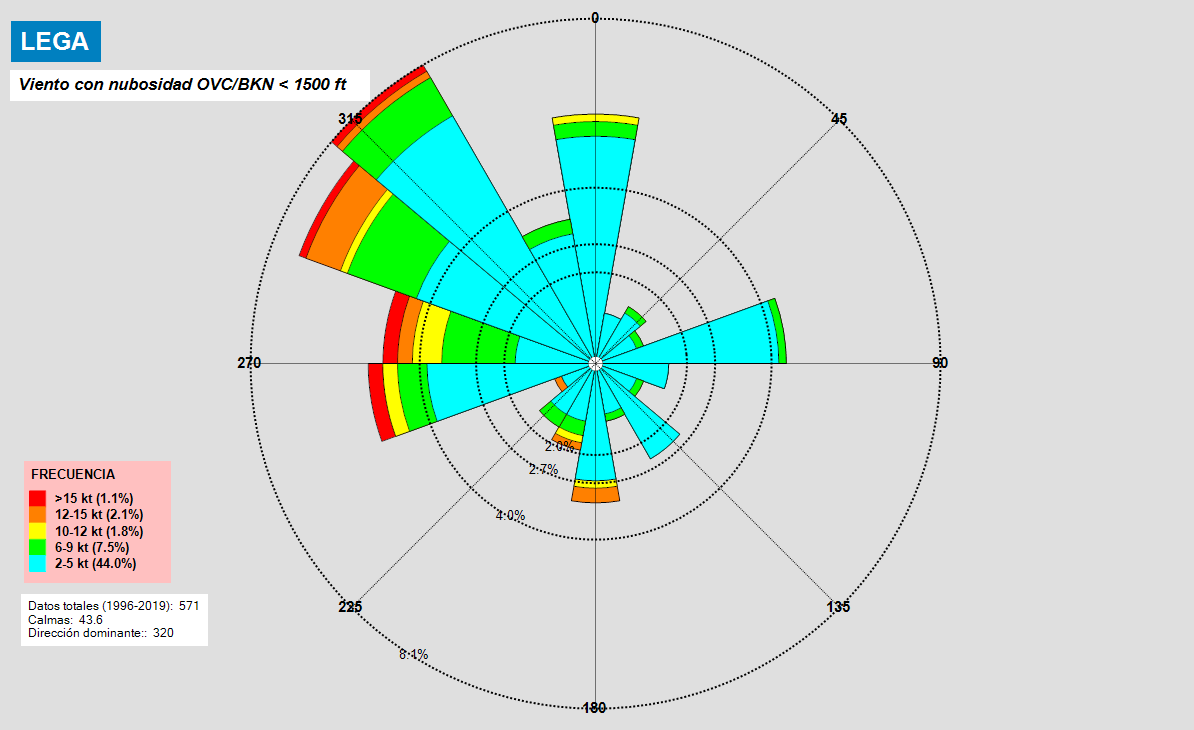 LEGA
Viento con nubosidad OVC/BKN < 1500 ft
0
315
45
270
90
2.0%
2.7%
4.0%
FRECUENCIA
>15 kt (1.1%)
12-15 kt (2.1%)
10-12 kt (1.8%)
6-9 kt (7.5%)
2-5 kt (44.0%)
Datos totales (1996-2019): 571
Calmas: 43.6
Dirección dominante:: 320
225
135
8.1%
180